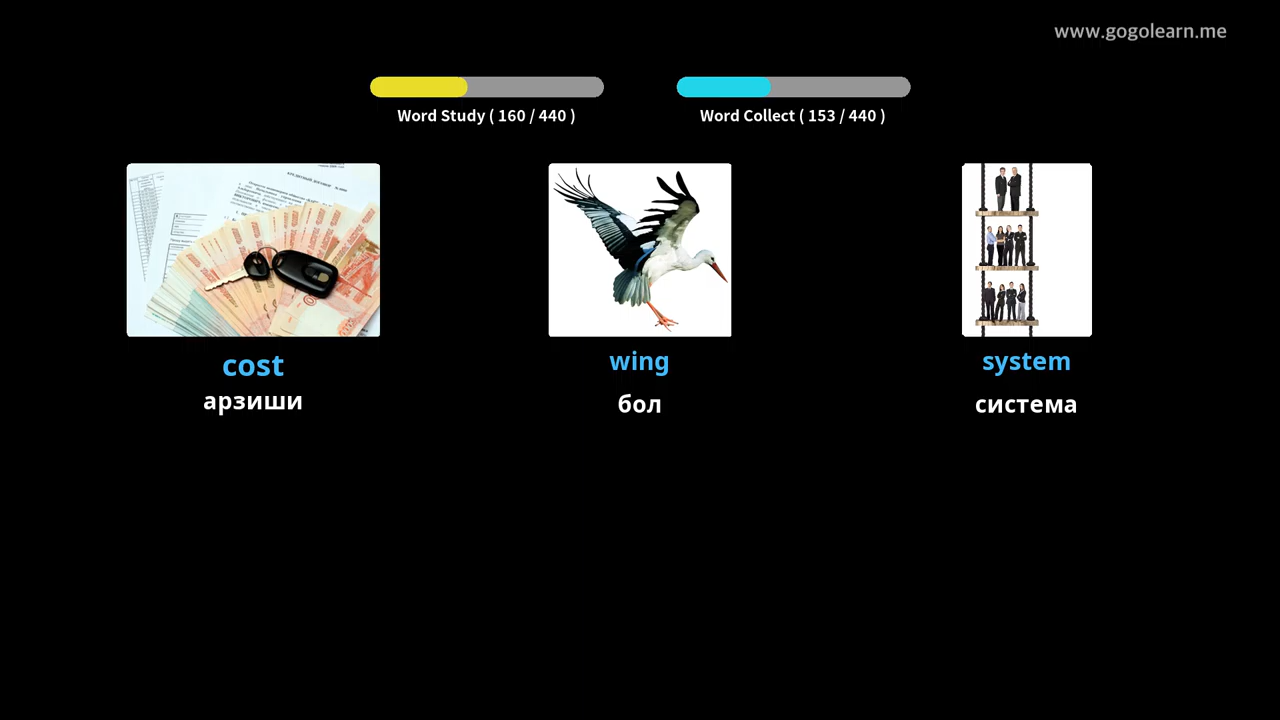 www.gogolearn.me
Word Study ( 160 / 440 )
Word Collect ( 153 / 440 )
cost
wing
system
арзиши
бол
система